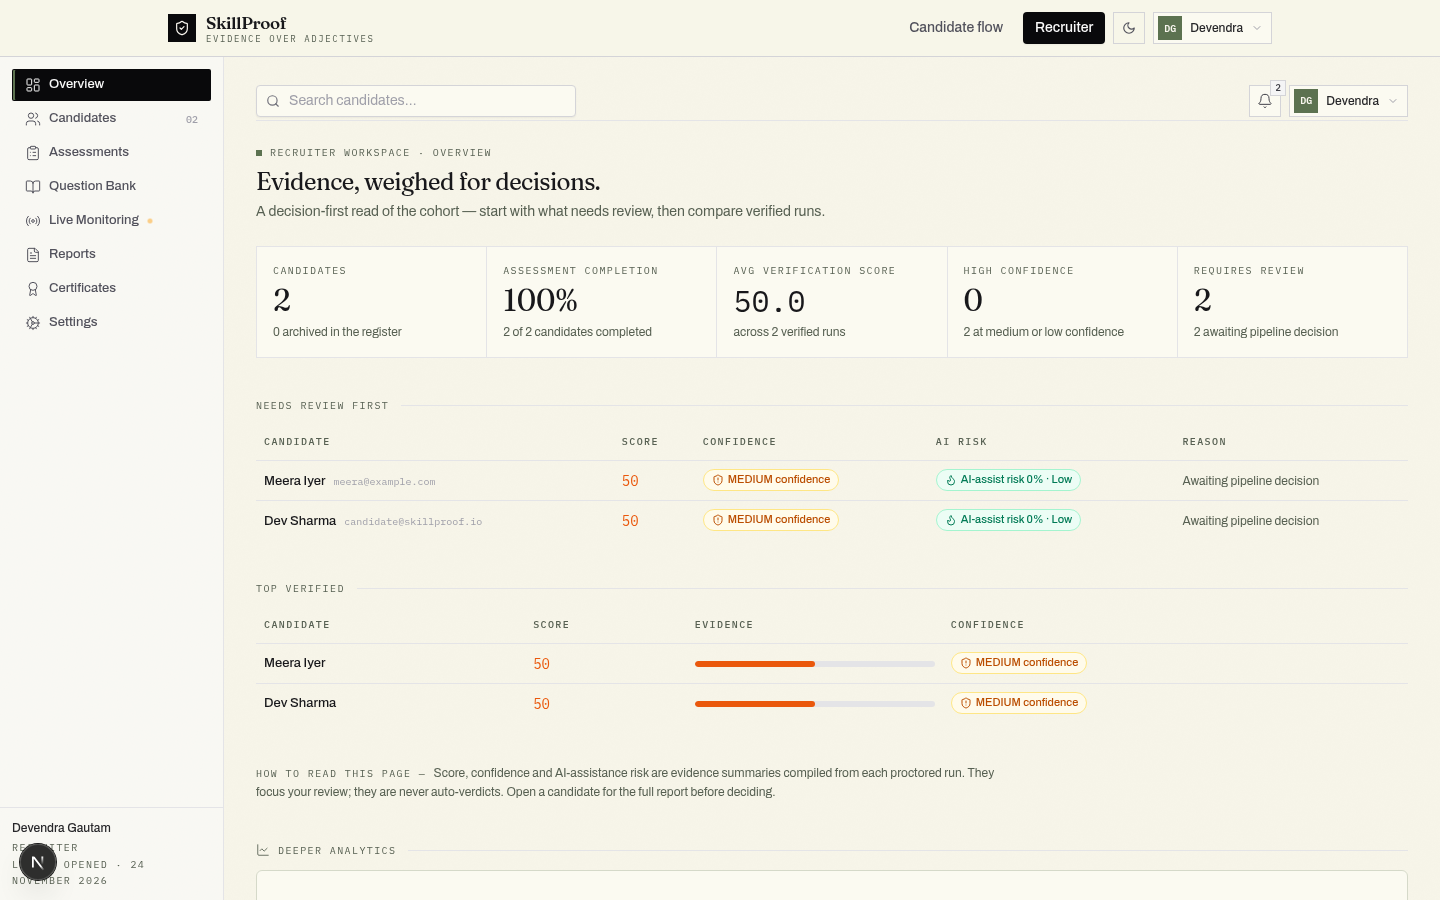 SkillProof
EVIDENCE OVER ADJECTIVES
Candidate flow
Recruiter
DG Devendra
Overview
Candidates 02
Assessments
Question Bank
Live Monitoring
Reports
Certificates
Settings
Devendra Gautam
OPENED · 24
NOVEMBER 2026
Search candidates...
2
DG Devendra
RECRUITER WORKSPACE · OVERVIEW
Evidence, weighed for decisions.
A decision-first read of the cohort — start with what needs review, then compare verified runs.
CANDIDATES
2
0 archived in the register
ASSESSMENT COMPLETION
100%
2 of 2 candidates completed
AVG VERIFICATION SCORE
50.0
across 2 verified runs
HIGH CONFIDENCE
0
2 at medium or low confidence
REQUIRES REVIEW
2
2 awaiting pipeline decision
NEEDS REVIEW FIRST
CANDIDATE SCORE CONFIDENCE AI RISK REASON
Meera Iyer meera@example.com 50 MEDIUM confidence AI-assist risk 0% · Low Awaiting pipeline decision
Dev Sharma candidate@skillproof.io 50 MEDIUM confidence AI-assist risk 0% · Low Awaiting pipeline decision
TOP VERIFIED
CANDIDATE SCORE EVIDENCE CONFIDENCE
Meera Iyer 50 MEDIUM confidence
Dev Sharma 50 MEDIUM confidence
HOW TO READ THIS PAGE — Score, confidence and AI-assistance risk are evidence summaries compiled from each proctored run. They
focus your review; they are never auto-verdicts. Open a candidate for the full report before deciding.
DEEPER ANALYTICS